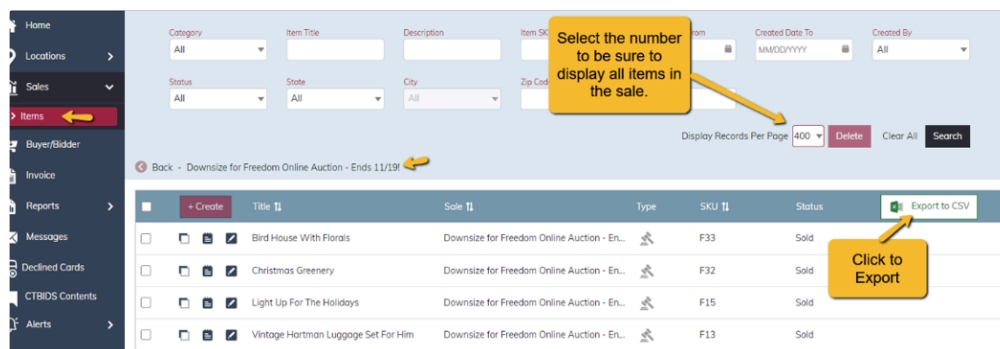 Home
Locations
Sales
Items
Buyer/Bidder
Invoice
Reports
Messages
Declined Cards
CTBIDS Contents
Alerts
Category
Item Title
Description
Item SK
rom
Created Date To
Created By
All
MM/DD/YYYY
All
Status
State
City
Zip Cod
All
All
All
Select the number
to be sure to
display all items in
the sale.
Display Records Per Page 400 Delete Clear All Search
Back - Downsize for Freedom Online Auction - Ends 11/19!
+ Create Title Sale Type SKU Status Export to CSV
Bird House With Florals Downsize for Freedom Online Auction - En... F33 Sold
Christmas Greenery Downsize for Freedom Online Auction - En... F32 Sold
Light Up For The Holidays Downsize for Freedom Online Auction - En... F15 Sold
Vintage Hartman Luggage Set For Him Downsize for Freedom Online Auction - En... F13 Sold
Click to
Export